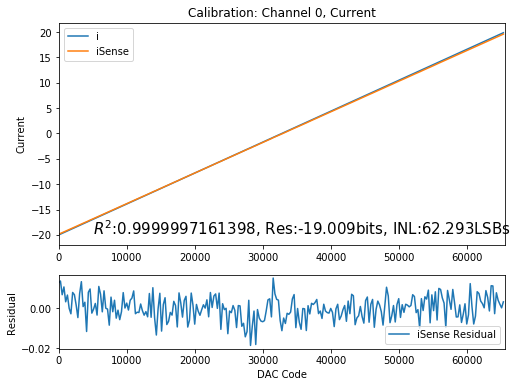 Calibration: Channel 0, Current
i
iSense
20
15
10
5
0
−5
−10
−15
−20
Current
R²:0.9999997161398, Res:-19.009bits, INL:62.293LSBs
0 10000 20000 30000 40000 50000 60000
0.00
−0.02
Residual
iSense Residual
0 10000 20000 30000 40000 50000 60000
DAC Code